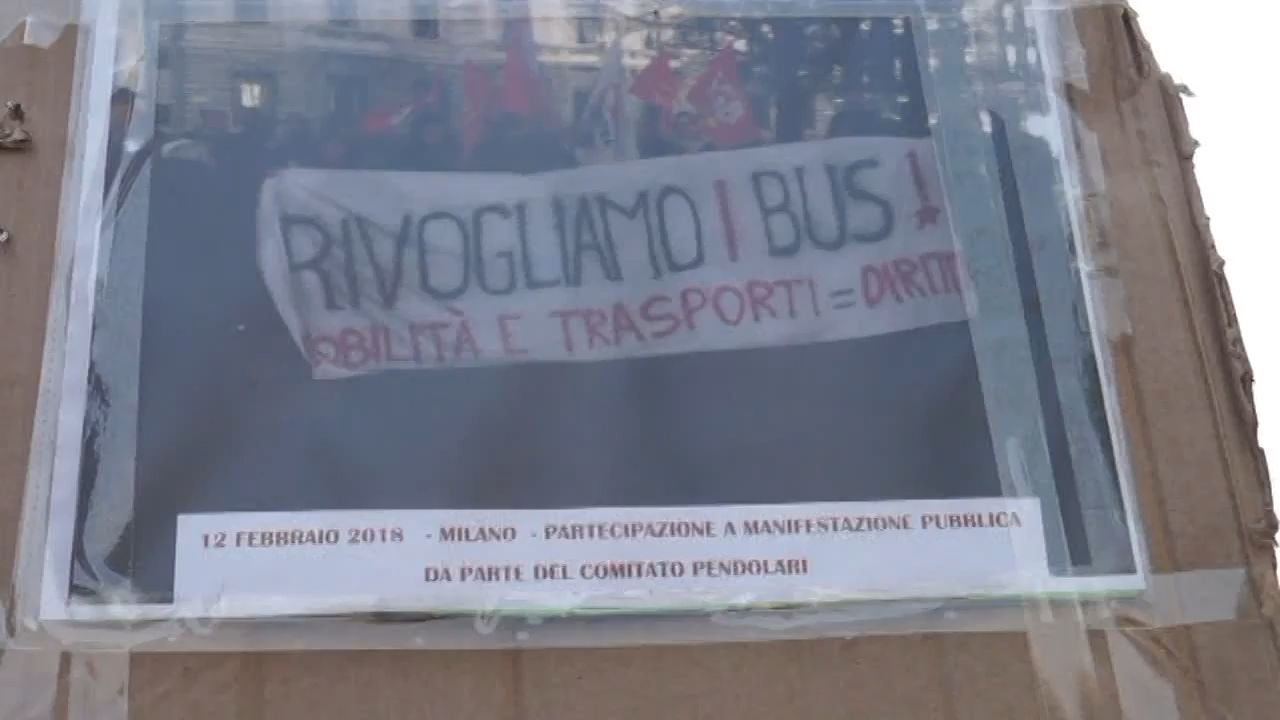 RIVOGLIAMO I BUS !
OBILITÀ E TRASPORTI = DIRITTI
12 FEBBRAIO 2018 - MILANO - PARTECIPAZIONE A MANIFESTAZIONE PUBBLICA
DA PARTE DEL COMITATO PENDOLARI